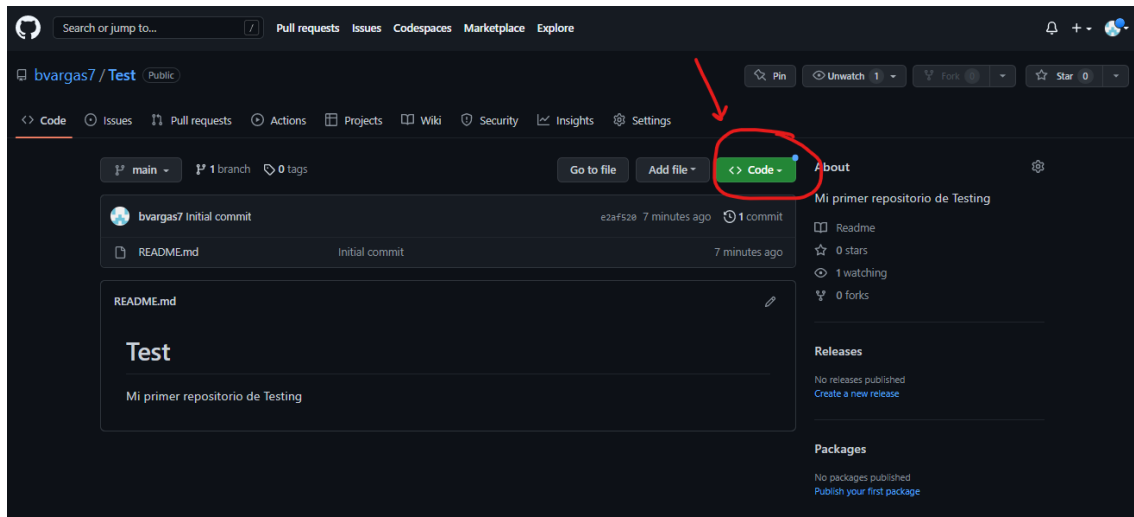 Search or jump to... / Pull requests Issues Codespaces Marketplace Explore
bvargas7 / Test Public
Pin Unwatch 1 Fork 0 Star 0
<> Code Issues Pull requests Actions Projects Wiki Security Insights Settings
main 1 branch 0 tags Go to file Add file <> Code
bvargas7 Initial commit e2af520 7 minutes ago 1 commit
README.md Initial commit 7 minutes ago
README.md
Test
Mi primer repositorio de Testing
About
Mi primer repositorio de Testing
Readme
0 stars
1 watching
0 forks
Releases
No releases published
Create a new release
Packages
No packages published
Publish your first package